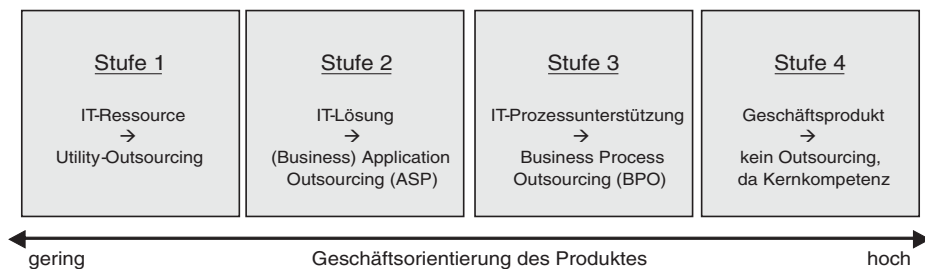 Stufe 1
IT-Ressource
→
Utility-Outsourcing
Stufe 2
IT-Lösung
→
(Business) Application
Outsourcing (ASP)
Stufe 3
IT-Prozessunterstützung
→
Business Process
Outsourcing (BPO)
Stufe 4
Geschäftsprodukt
→
kein Outsourcing,
da Kernkompetenz
gering Geschäftsorientierung des Produktes hoch